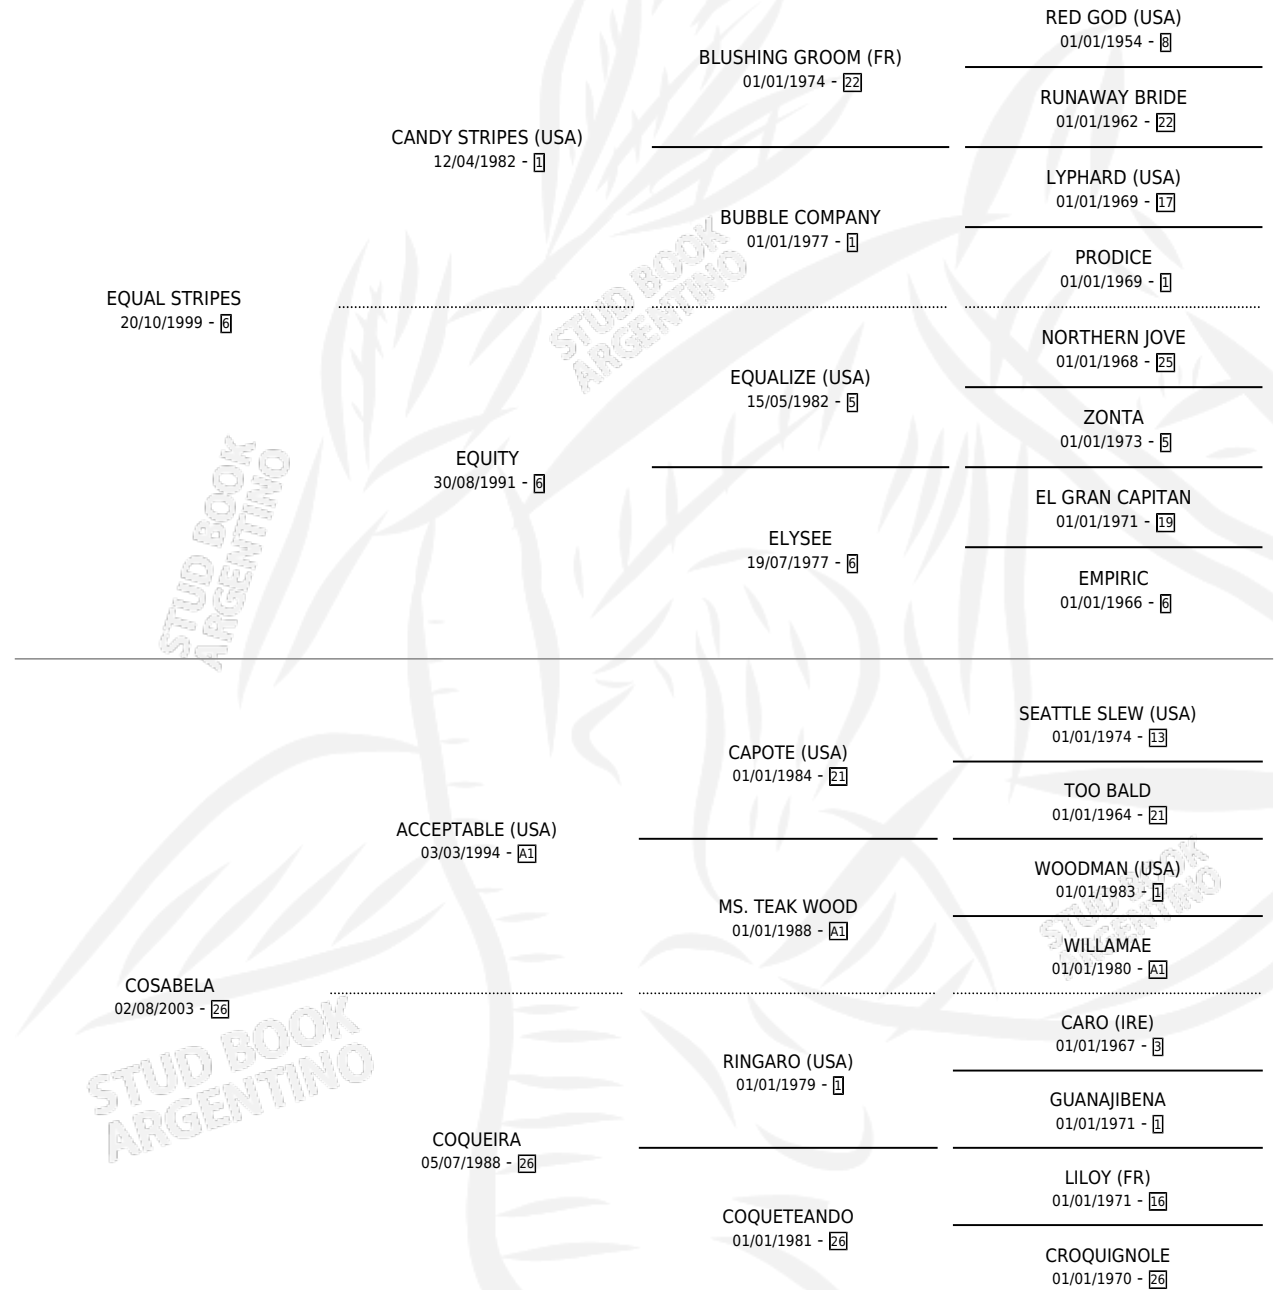 RED GOD (USA)
01/01/1954 - 8
BLUSHING GROOM (FR)
01/01/1974 - 22
RUNAWAY BRIDE
01/01/1962 - 22
CANDY STRIPES (USA)
12/04/1982 - 1
LYPHARD (USA)
01/01/1969 - 17
BUBBLE COMPANY
01/01/1977 - 1
PRODICE
01/01/1969 - 1
EQUAL STRIPES
20/10/1999 - 6
NORTHERN JOVE
01/01/1968 - 25
EQUALIZE (USA)
15/05/1982 - 5
ZONTA
01/01/1973 - 5
EQUITY
30/08/1991 - 6
EL GRAN CAPITAN
01/01/1971 - 19
ELYSEE
19/07/1977 - 6
EMPIRIC
01/01/1966 - 6
SEATTLE SLEW (USA)
01/01/1974 - 13
CAPOTE (USA)
01/01/1984 - 21
TOO BALD
01/01/1964 - 21
ACCEPTABLE (USA)
03/03/1994 - A1
WOODMAN (USA)
01/01/1983 - 1
MS. TEAK WOOD
01/01/1988 - A1
WILLAMAE
01/01/1980 - A1
COSABELA
02/08/2003 - 26
CARO (IRE)
01/01/1967 - 3
RINGARO (USA)
01/01/1979 - 1
GUANAJIBENA
01/01/1971 - 1
COQUEIRA
05/07/1988 - 26
LILOY (FR)
01/01/1971 - 16
COQUETEANDO
01/01/1981 - 26
CROQUIGNOLE
01/01/1970 - 26
STUD BOOK
ARGENTINO
STUD BOOK
ARGENTINO
STUD BOOK
ARGENTINO
STUD BOOK
ARGENTINO